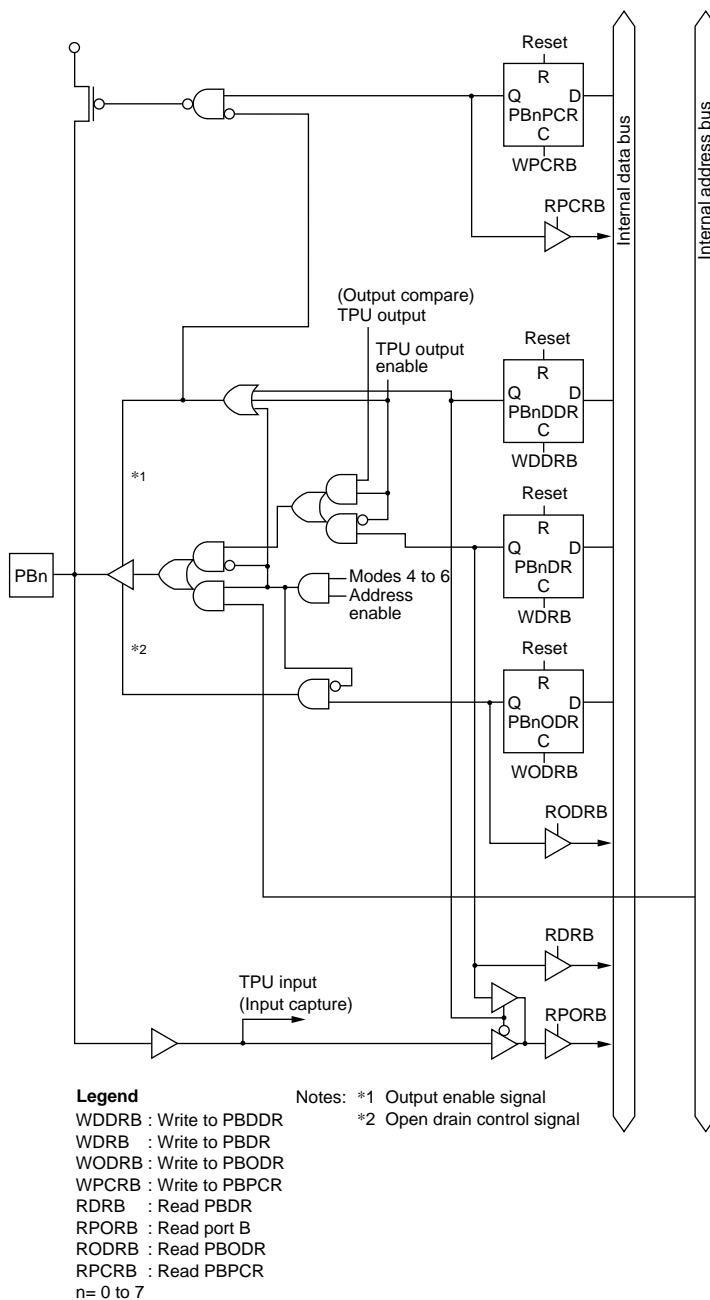 Reset
R
Q D
PBnPCR
C
WPCRB
RPCRB
Internal data bus
Internal address bus
(Output compare)
TPU output
TPU output
enable
Reset
R
Q D
PBnDDR
C
WDDRB
*1
Reset
R
Q D
PBnDR
C
WDRB
PBn
Modes 4 to 6
Address
enable
*2
Reset
R
Q D
PBnODR
C
WODRB
RODRB
RDRB
TPU input
(Input capture)
RPORB
Legend
WDDRB : Write to PBDDR
WDRB : Write to PBDR
WODRB : Write to PBODR
WPCRB : Write to PBPCR
RDRB : Read PBDR
RPORB : Read port B
RODRB : Read PBODR
RPCRB : Read PBPCR
n= 0 to 7
Notes: *1 Output enable signal
*2 Open drain control signal